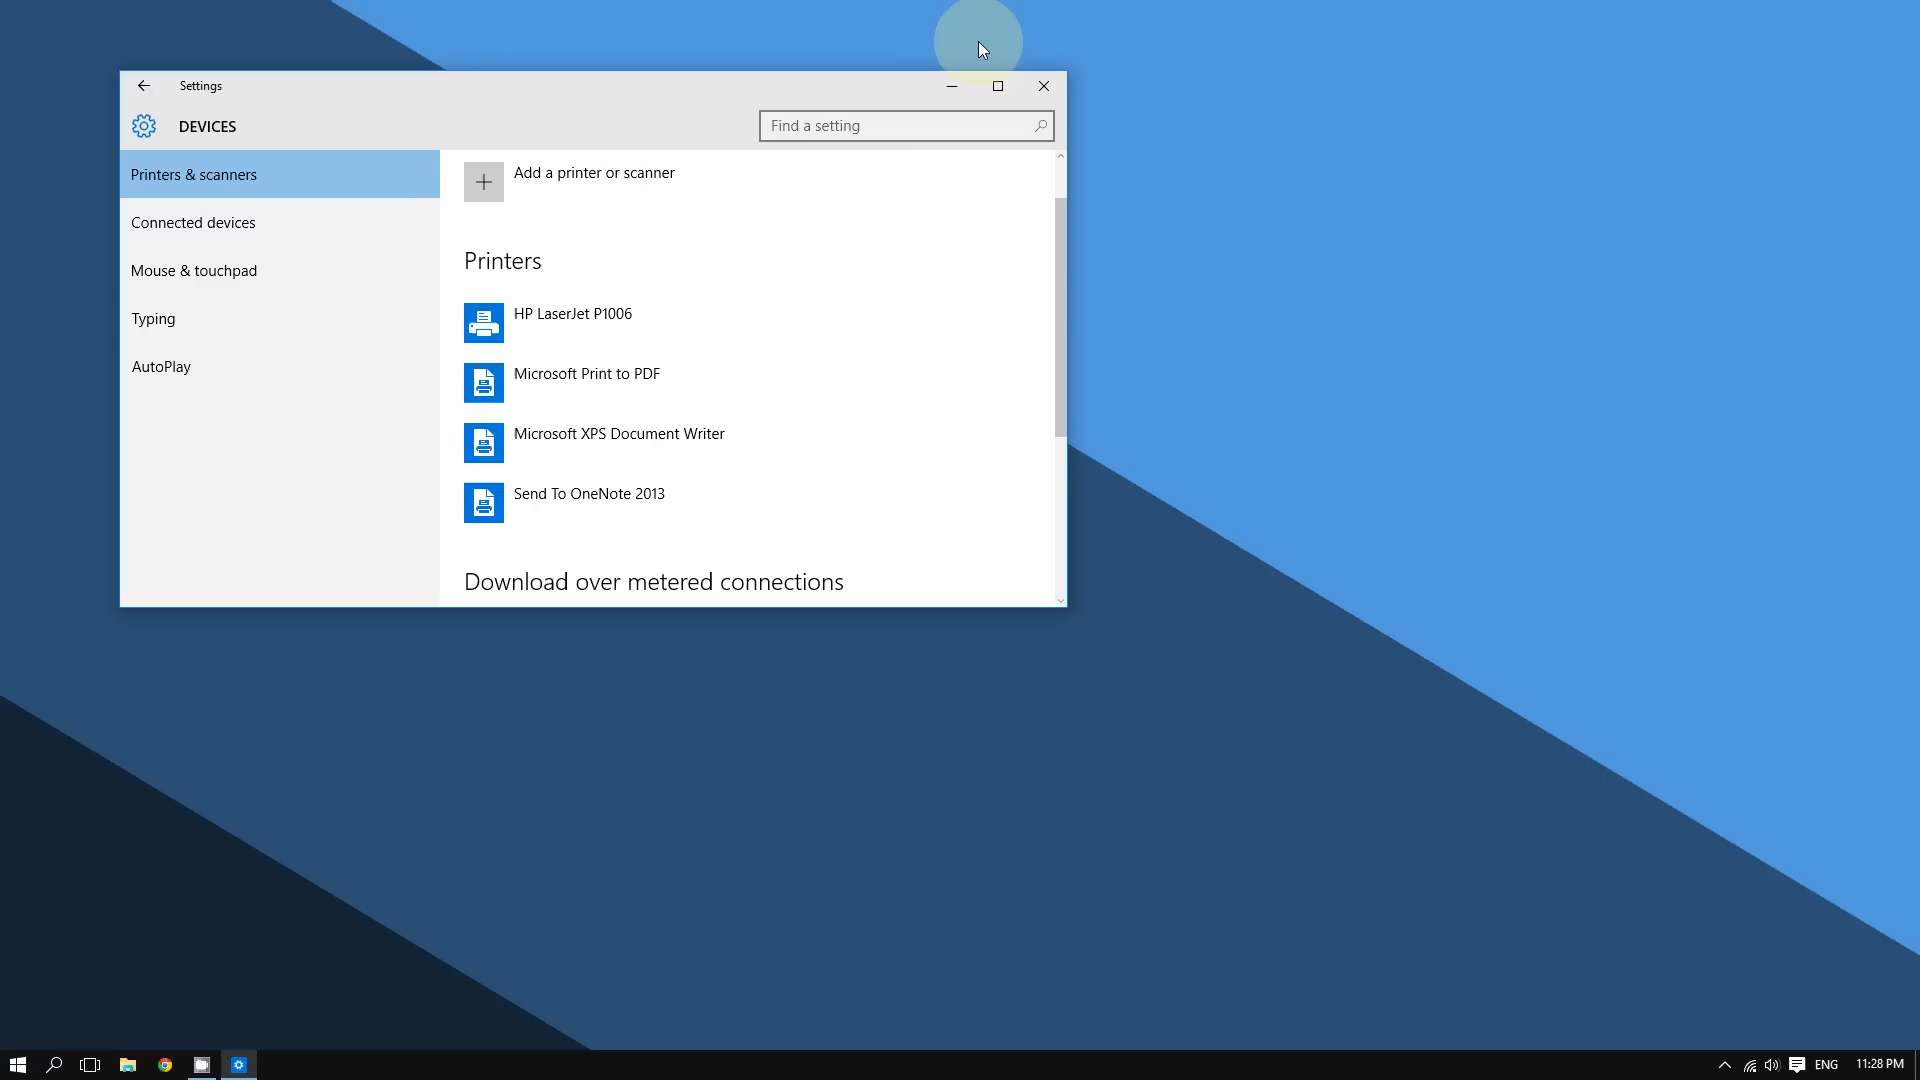 Settings
DEVICES
Find a setting
Printers & scanners
Connected devices
Mouse & touchpad
Typing
AutoPlay
Add a printer or scanner
Printers
HP LaserJet P1006
Microsoft Print to PDF
Microsoft XPS Document Writer
Send To OneNote 2013
Download over metered connections
ENG
11:28 PM